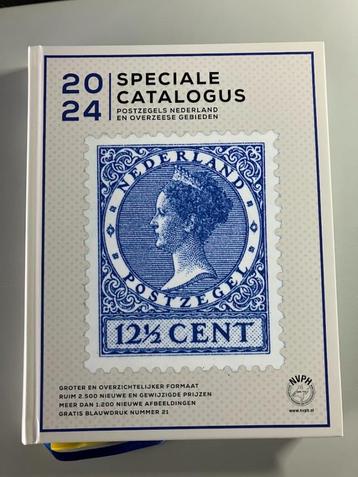 20
24
SPECIALE
CATALOGUS
POSTZEGELS NEDERLAND
EN OVERZEESE GEBIEDEN
NEDERLAND
POSTZEGEL
12½ CENT
GROTER EN OVERZICHTELIJKER FORMAAT
RUIM 2.500 NIEUWE EN GEWIJZIGDE PRIJZEN
MEER DAN 1.200 NIEUWE AFBEELDINGEN
GRATIS BLAUWDRUK NUMMER 21
NVPH
www.nvph.nl